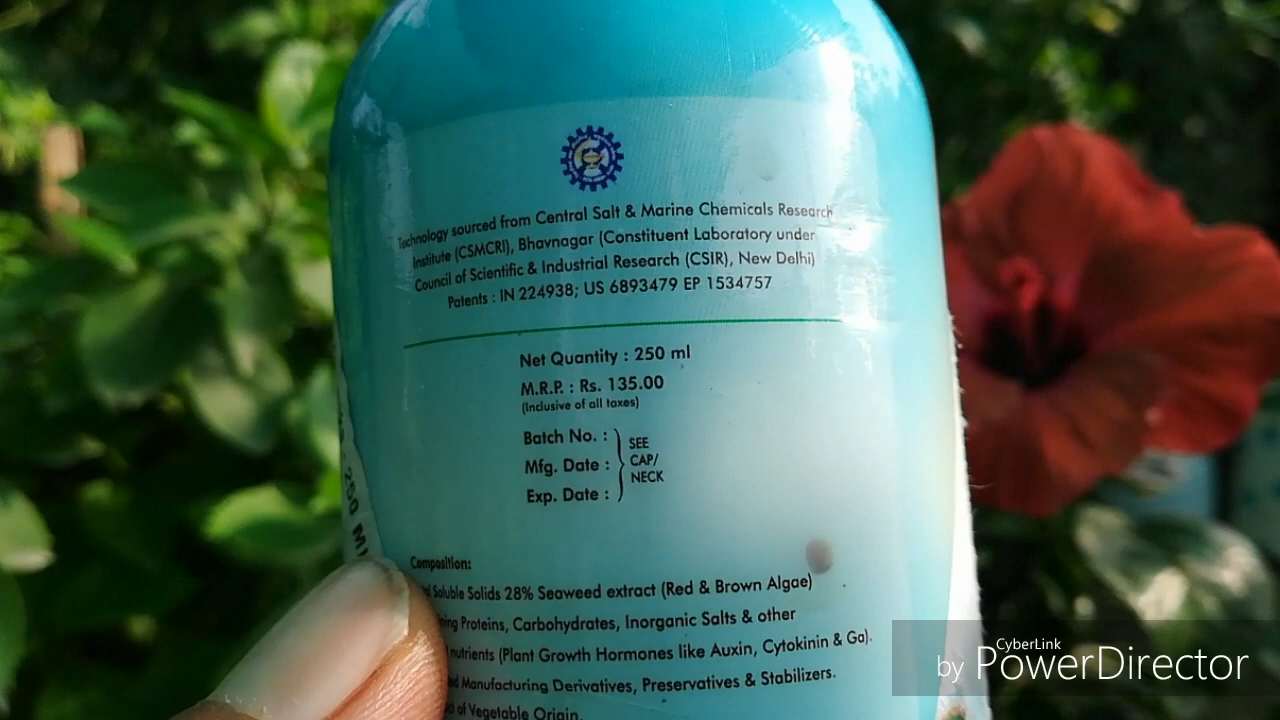 Technology sourced from Central Salt & Marine Chemicals Research
Institute (CSMCRI), Bhavnagar (Constituent Laboratory under
Council of Scientific & Industrial Research (CSIR), New Delhi)
Patents : IN 224938; US 6893479 EP 1534757
Net Quantity : 250 ml
M.R.P. : Rs. 135.00
(Inclusive of all taxes)
Batch No. :
Mfg. Date :
Exp. Date :
SEE
CAP/
NECK
250 Ml
Composition:
Soluble Solids 28% Seaweed extract (Red & Brown Algae)
Proteins, Carbohydrates, Inorganic Salts & other
nutrients (Plant Growth Hormones like Auxin, Cytokinin & Ga).
Manufacturing Derivatives, Preservatives & Stabilizers.
of Vegetable Origin.
by CyberLink PowerDirector